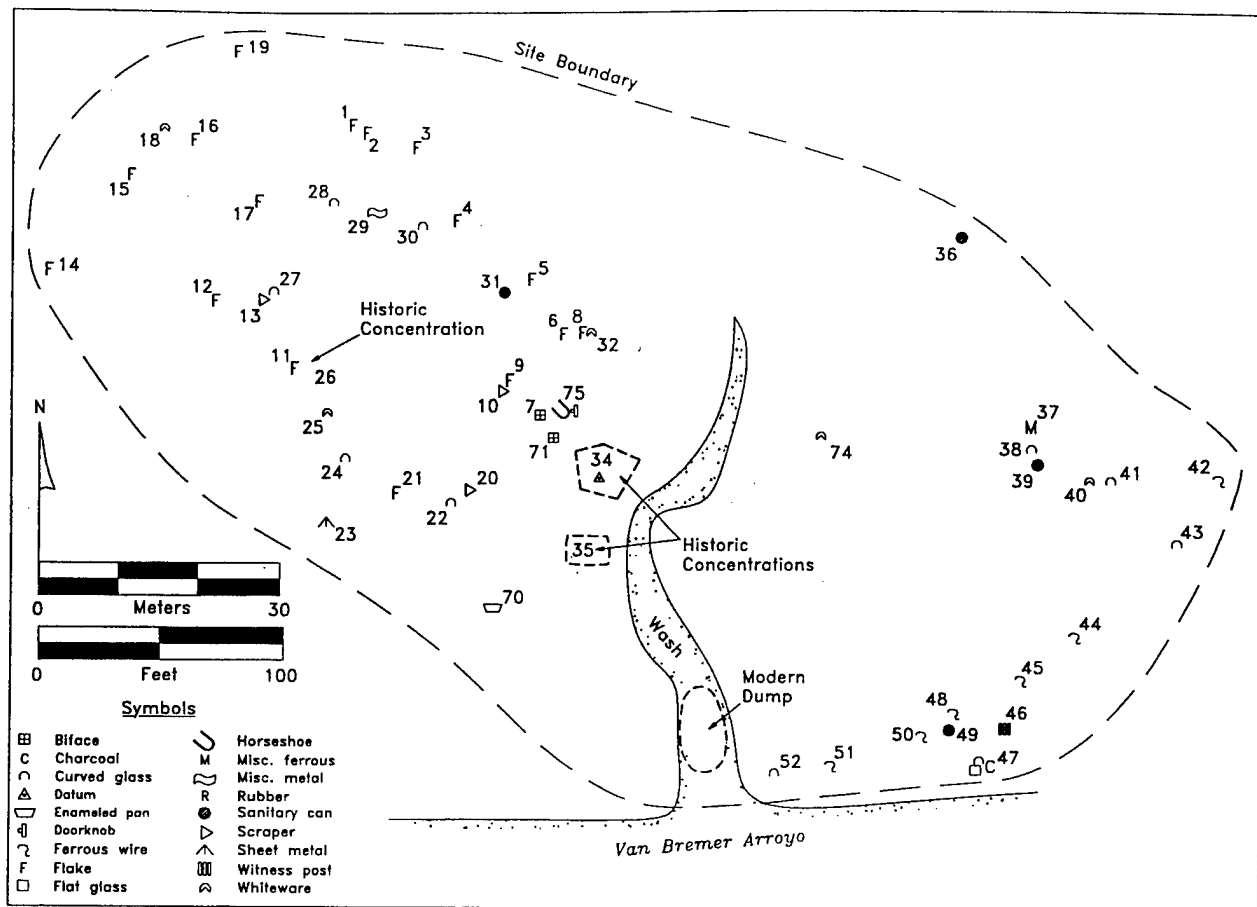 Site Boundary
F 19
18 F 16
1 F F 2
F 3
15 F
17 F
28
29
30
F 4
36
F 14
12 F
27
13
31
F 5
Historic
Concentration
6 F
8 F
32
11 F
26
F 9
10
7
75
37
M
25
71
74
38
39
40
41
42
24
34
F 21
20
22
23
35
Historic
Concentrations
43
N
0 Meters 30
70
0 Feet 100
Wash
44
45
Modern
Dump
48
46
50
49
51
52
C 47
Van Bremer Arroyo
Symbols
Biface
C Charcoal
Curved glass
Datum
Enameled pan
Doorknob
Ferrous wire
F Flake
Flat glass
Horseshoe
M Misc. ferrous
Misc. metal
R Rubber
Sanitary can
Scraper
Sheet metal
Witness post
Whiteware